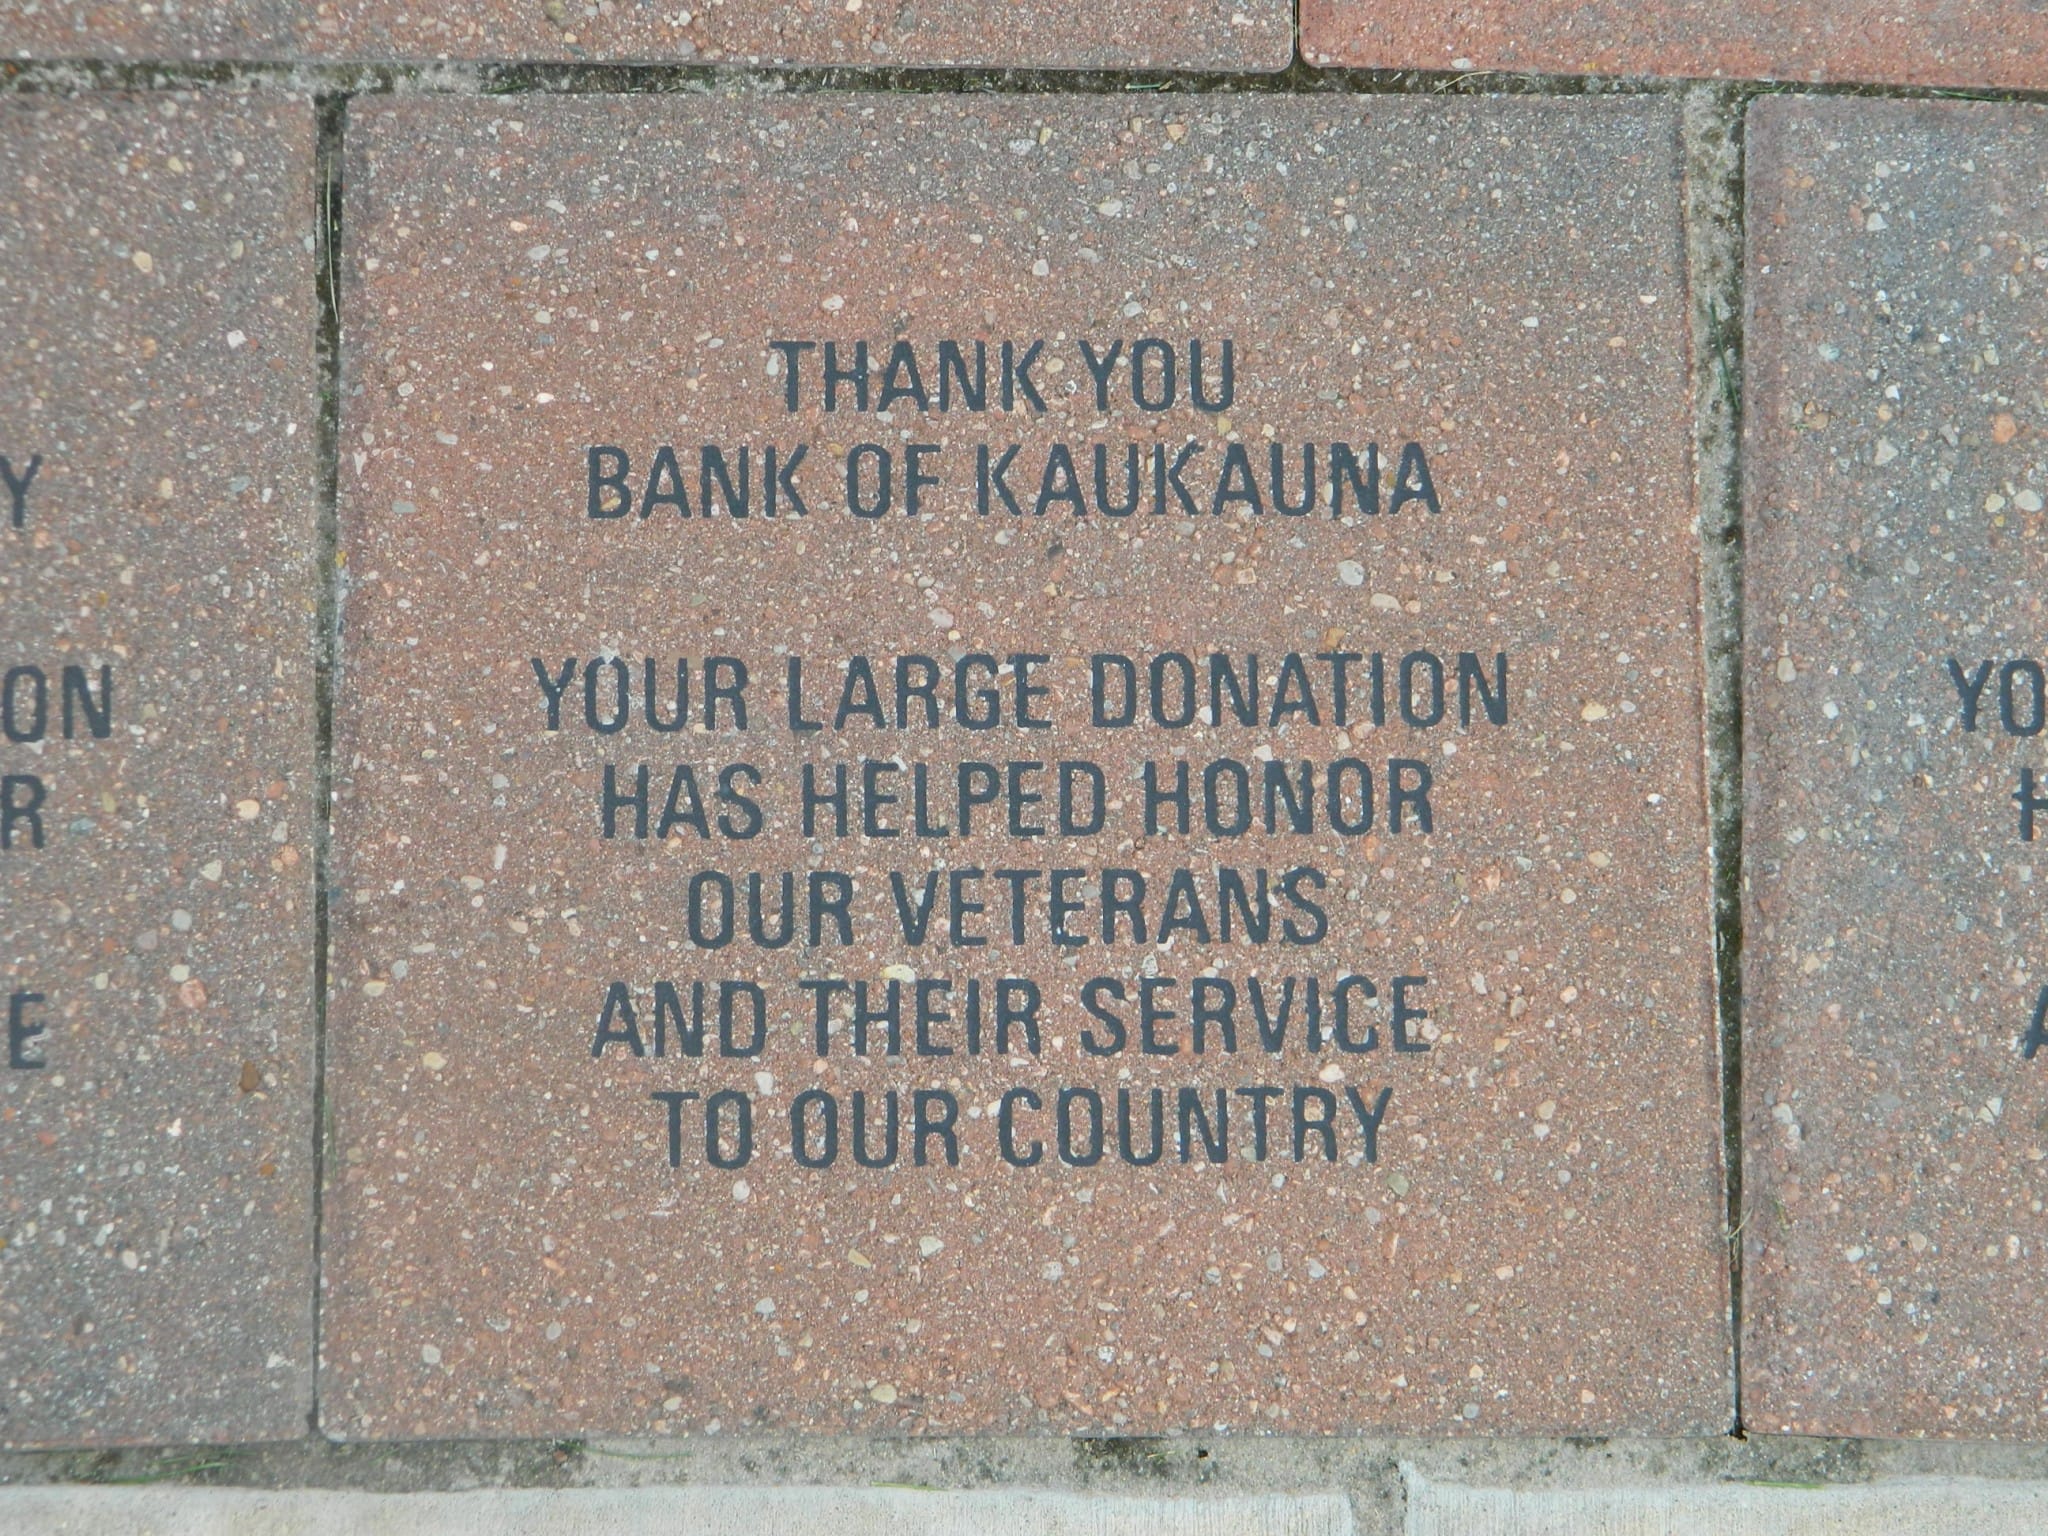 THANK YOU
BANK OF KAUKAUNA
YOUR LARGE DONATION
HAS HELPED HONOR
OUR VETERANS
AND THEIR SERVICE
TO OUR COUNTRY